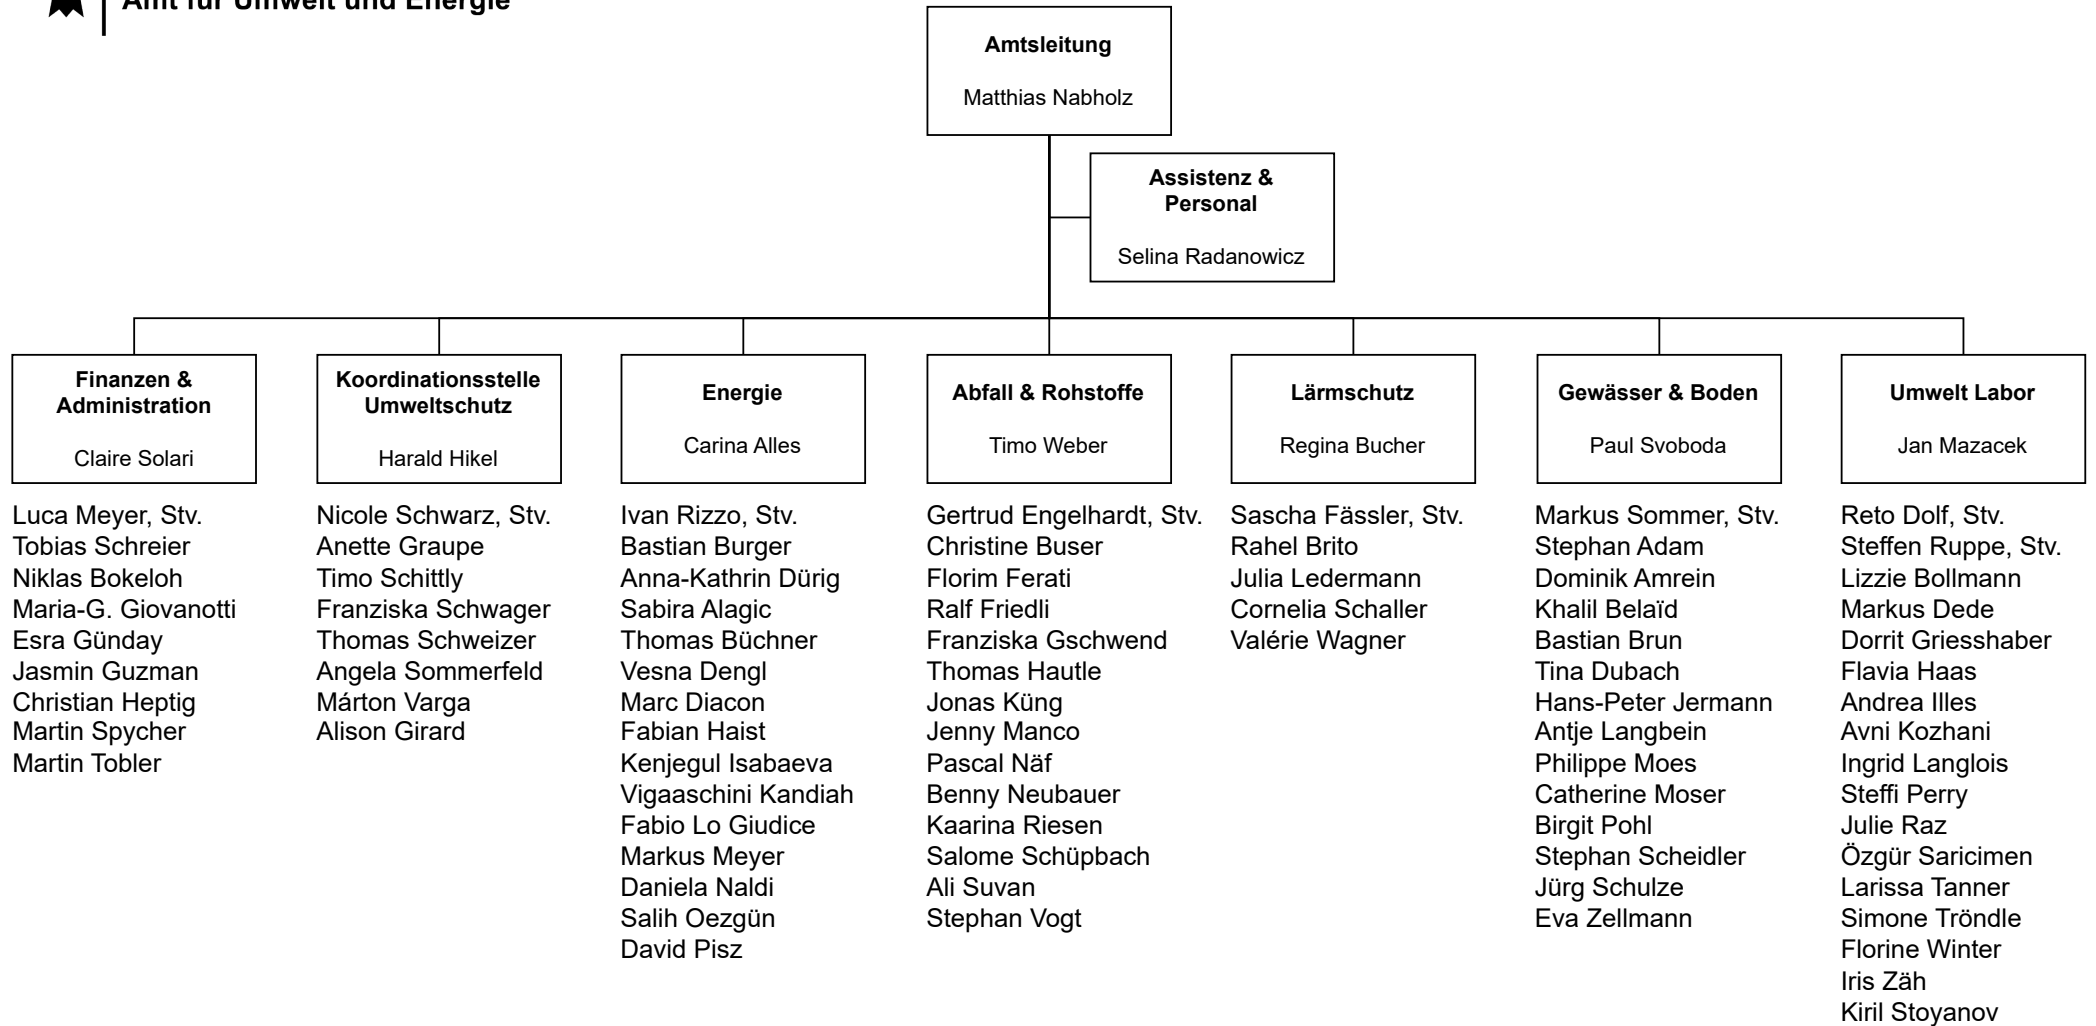 Amt für Umwelt und Energie
Amtsleitung
Matthias Nabholz
Assistenz &
Personal
Selina Radanowicz
Finanzen &
Administration
Claire Solari
Luca Meyer, Stv.
Tobias Schreier
Niklas Bokeloh
Maria-G. Giovanotti
Esra Günday
Jasmin Guzman
Christian Heptig
Martin Spycher
Martin Tobler
Koordinationsstelle
Umweltschutz
Harald Hikel
Nicole Schwarz, Stv.
Anette Graupe
Timo Schittly
Franziska Schwager
Thomas Schweizer
Angela Sommerfeld
Márton Varga
Alison Girard
Energie
Carina Alles
Ivan Rizzo, Stv.
Bastian Burger
Anna-Kathrin Dürig
Sabira Alagic
Thomas Büchner
Vesna Dengl
Marc Diacon
Fabian Haist
Kenjegul Isabaeva
Vigaaschini Kandiah
Fabio Lo Giudice
Markus Meyer
Daniela Naldi
Salih Oezgün
David Pisz
Abfall & Rohstoffe
Timo Weber
Gertrud Engelhardt, Stv.
Christine Buser
Florim Ferati
Ralf Friedli
Franziska Gschwend
Thomas Hautle
Jonas Küng
Jenny Manco
Pascal Näf
Benny Neubauer
Kaarina Riesen
Salome Schüpbach
Ali Suvan
Stephan Vogt
Lärmschutz
Regina Bucher
Sascha Fässler, Stv.
Rahel Brito
Julia Ledermann
Cornelia Schaller
Valérie Wagner
Gewässer & Boden
Paul Svoboda
Markus Sommer, Stv.
Stephan Adam
Dominik Amrein
Khalil Belaïd
Bastian Brun
Tina Dubach
Hans-Peter Jermann
Antje Langbein
Philippe Moes
Catherine Moser
Birgit Pohl
Stephan Scheidler
Jürg Schulze
Eva Zellmann
Umwelt Labor
Jan Mazacek
Reto Dolf, Stv.
Steffen Ruppe, Stv.
Lizzie Bollmann
Markus Dede
Dorrit Griesshaber
Flavia Haas
Andrea Illes
Avni Kozhani
Ingrid Langlois
Steffi Perry
Julie Raz
Özgür Saricimen
Larissa Tanner
Simone Tröndle
Florine Winter
Iris Zäh
Kiril Stoyanov